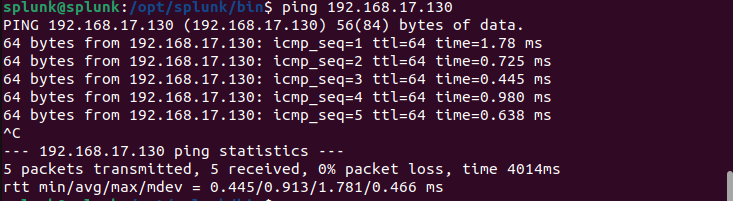 splunk@splunk:/opt/splunk/bin$ ping 192.168.17.130
PING 192.168.17.130 (192.168.17.130) 56(84) bytes of data.
64 bytes from 192.168.17.130: icmp_seq=1 ttl=64 time=1.78 ms
64 bytes from 192.168.17.130: icmp_seq=2 ttl=64 time=0.725 ms
64 bytes from 192.168.17.130: icmp_seq=3 ttl=64 time=0.445 ms
64 bytes from 192.168.17.130: icmp_seq=4 ttl=64 time=0.980 ms
64 bytes from 192.168.17.130: icmp_seq=5 ttl=64 time=0.638 ms
^C
--- 192.168.17.130 ping statistics ---
5 packets transmitted, 5 received, 0% packet loss, time 4014ms
rtt min/avg/max/mdev = 0.445/0.913/1.781/0.466 ms